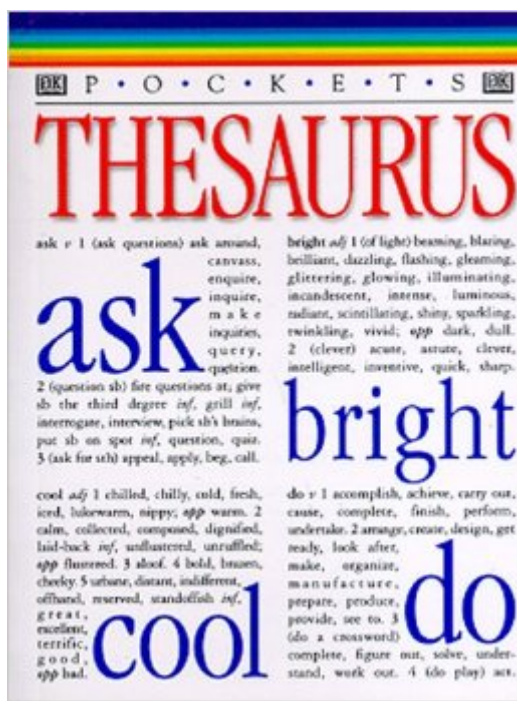 DK P·O·C·K·E·T·S DK
THESAURUS
ask v 1 (ask questions) ask around,
canvass,
enquire,
inquire,
make
inquiries,
query,
question.
ask
2 (question sb) fire questions at, give
sb the third degree inf, grill inf,
interrogate, interview, pick sb's brains,
put sb on spot inf, question, quiz.
3 (ask for sth) appeal, apply, beg, call.
bright adj 1 (of light) beaming, blazing,
brilliant, dazzling, flashing, gleaming,
glittering, glowing, illuminating,
incandescent, intense, luminous,
radiant, scintillating, shiny, sparkling,
twinkling, vivid; opp dark, dull.
2 (clever) acute, astute, clever,
intelligent, inventive, quick, sharp.
bright
cool adj 1 chilled, chilly, cold, fresh,
iced, lukewarm, nippy; opp warm. 2
calm, collected, composed, dignified,
laid-back inf, unflustered, unruffled;
opp flustered. 3 aloof. 4 bold, brazen,
cheeky. 5 urbane, distant, indifferent,
offhand, reserved, standoffish inf,
great,
excellent,
terrific,
good,
opp bad.
cool
do v 1 accomplish, achieve, carry out,
cause, complete, finish, perform,
undertake. 2 arrange, create, design, get
ready, look after,
make, organize,
manufacture,
prepare, produce,
provide, see to. 3
(do a crossword)
do
complete, figure out, solve, under-
stand, work out. 4 (do play) act.